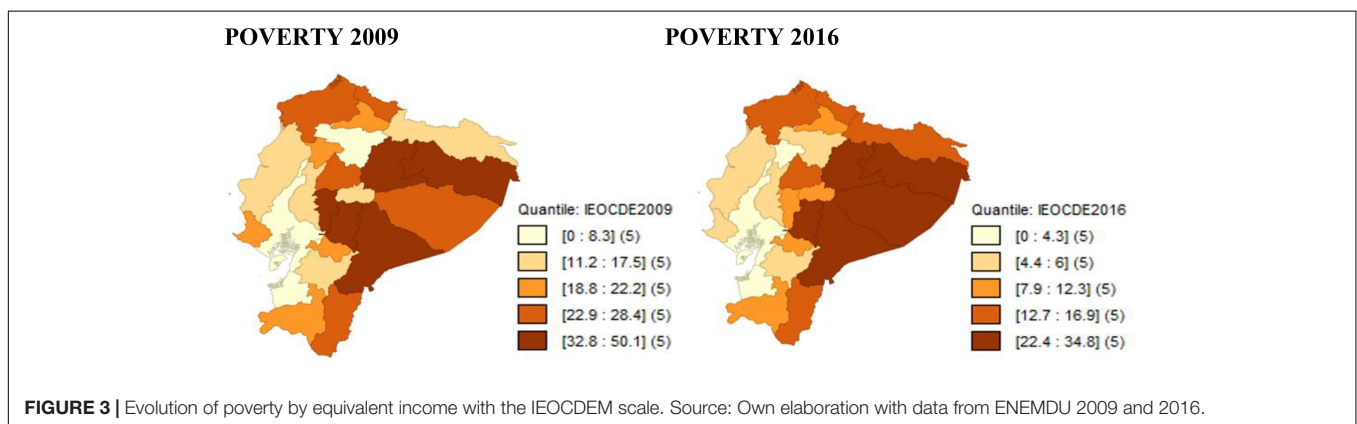 POVERTY 2009
POVERTY 2016
Quantile: IEOCDE2009
[0 : 8.3] (5)
[11.2 : 17.5] (5)
[18.8 : 22.2] (5)
[22.9 : 28.4] (5)
[32.8 : 50.1] (5)
Quantile: IEOCDE2016
[0 : 4.3] (5)
[4.4 : 6] (5)
[7.9 : 12.3] (5)
[12.7 : 16.9] (5)
[22.4 : 34.8] (5)
FIGURE 3 | Evolution of poverty by equivalent income with the IEOCDEM scale. Source: Own elaboration with data from ENEMDU 2009 and 2016.